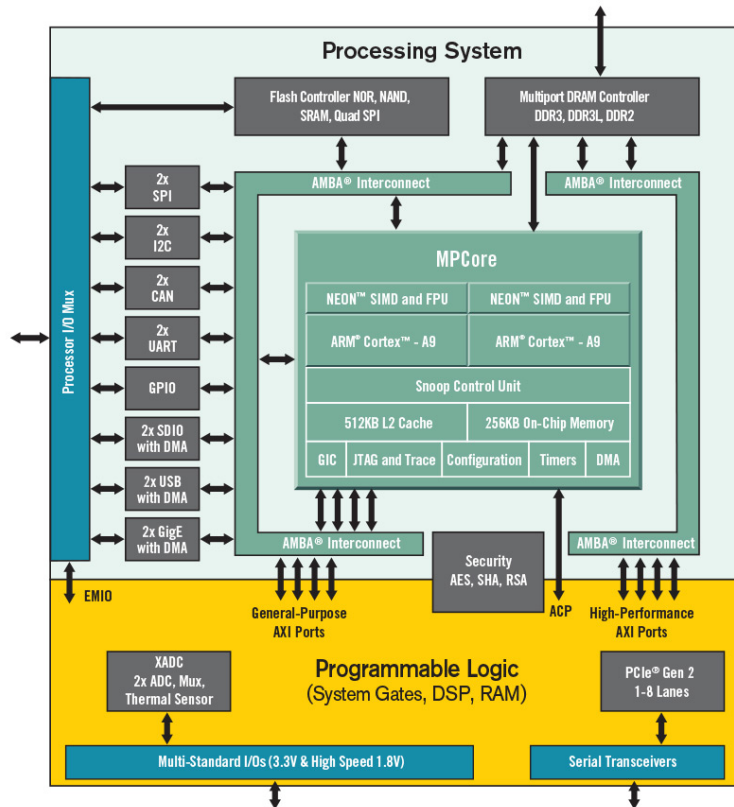 Processing System
Flash Controller NOR, NAND,
SRAM, Quad SPI
Multiport DRAM Controller
DDR3, DDR3L, DDR2
AMBA® Interconnect
AMBA® Interconnect
Processor I/O Mux
2x
SPI
2x
I2C
2x
CAN
2x
UART
GPIO
2x SDIO
with DMA
2x USB
with DMA
2x GigE
with DMA
MPCore
NEON™ SIMD and FPU
NEON™ SIMD and FPU
ARM® Cortex™ - A9
ARM® Cortex™ - A9
Snoop Control Unit
512KB L2 Cache
256KB On-Chip Memory
GIC
JTAG and Trace
Configuration
Timers
DMA
AMBA® Interconnect
AMBA® Interconnect
Security
AES, SHA, RSA
EMIO
General-Purpose
AXI Ports
ACP
High-Performance
AXI Ports
Programmable Logic
(System Gates, DSP, RAM)
XADC
2x ADC, Mux,
Thermal Sensor
PCIe® Gen 2
1-8 Lanes
Multi-Standard I/Os (3.3V & High Speed 1.8V)
Serial Transceivers